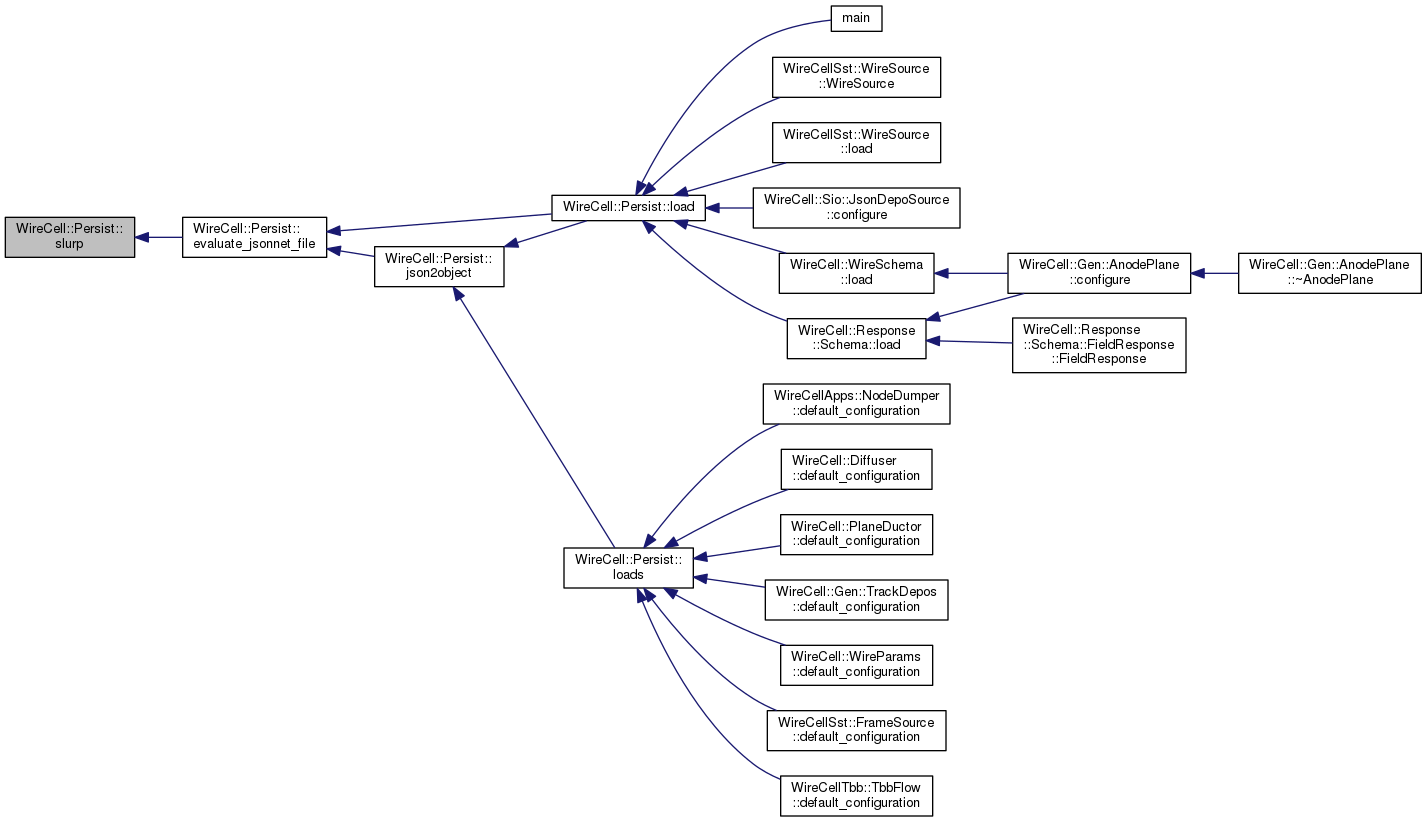 main
WireCellSst::WireSource
::WireSource
WireCellSst::WireSource
::load
WireCell::Persist::load
WireCell::Sio::JsonDepoSource
::configure
WireCell::Persist::
slurp
WireCell::Persist::
evaluate_jsonnet_file
WireCell::Persist::
json2object
WireCell::WireSchema
::load
WireCell::Gen::AnodePlane
::configure
WireCell::Gen::AnodePlane
::~AnodePlane
WireCell::Response
::Schema::load
WireCell::Response
::Schema::FieldResponse
::FieldResponse
WireCellApps::NodeDumper
::default_configuration
WireCell::Diffuser
::default_configuration
WireCell::PlaneDuctor
::default_configuration
WireCell::Persist::
loads
WireCell::Gen::TrackDepos
::default_configuration
WireCell::WireParams
::default_configuration
WireCellSst::FrameSource
::default_configuration
WireCellTbb::TbbFlow
::default_configuration